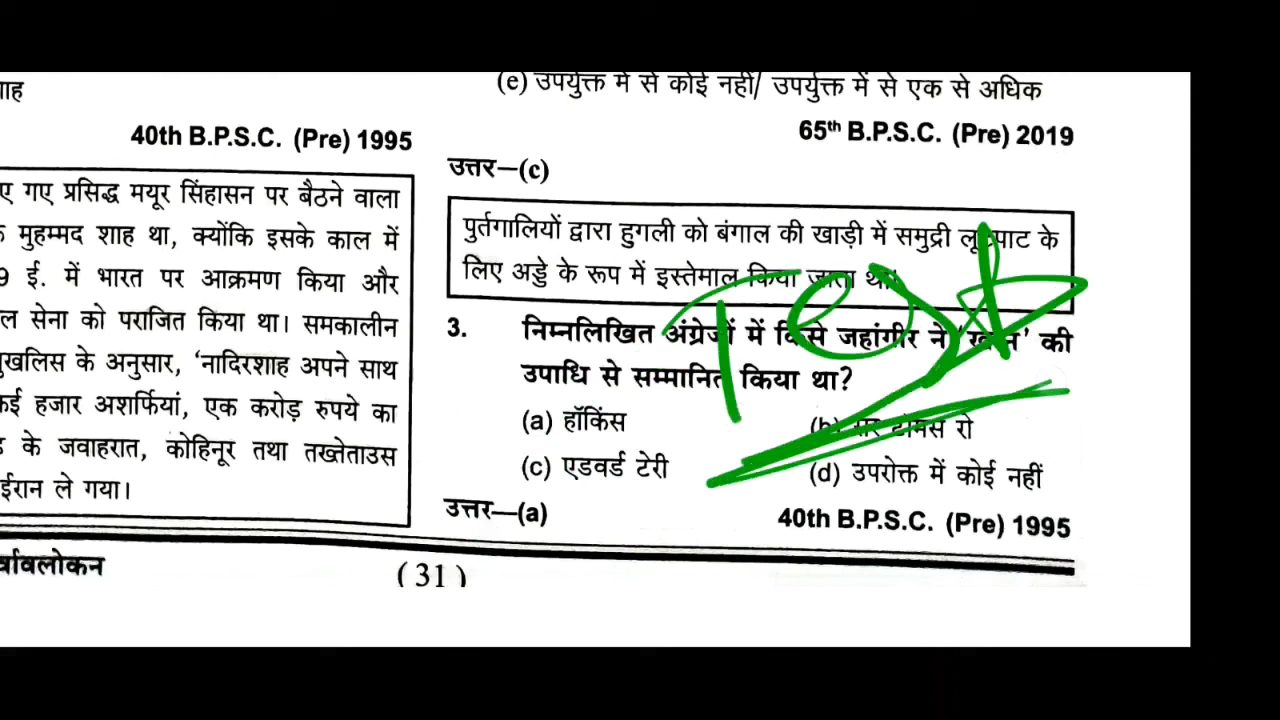 40th B.P.S.C. (Pre) 1995
ए गए प्रसिद्ध मयूर सिंहासन पर बैठने वाला
मुहम्मद शाह था, क्योंकि इसके काल में
9 ई. में भारत पर आक्रमण किया और
ल सेना को पराजित किया था। समकालीन
के अनुसार, ‘नादिरशाह अपने साथ
कई हजार अशर्फियां, एक करोड़ रुपये का
के जवाहरात, कोहिनूर तथा तख्तेताउस
ईरान ले गया।
(e) उपर्युक्त में से कोई नहीं/ उपर्युक्त में से एक से अधिक
65th B.P.S.C. (Pre) 2019
उत्तर—(c)
पुर्तगालियों द्वारा हुगली को बंगाल की खाड़ी में समुद्री लूटपाट के
लिए अड्डे के रूप में इस्तेमाल किया जाता था।
3. निम्नलिखित अंग्रेजों में किसे जहांगीर ने ‘खान’ की
उपाधि से सम्मानित किया था?
(a) हॉकिंस (b) सर टॉमस रो
(c) एडवर्ड टेरी (d) उपरोक्त में कोई नहीं
उत्तर—(a) 40th B.P.S.C. (Pre) 1995
Test
(31)